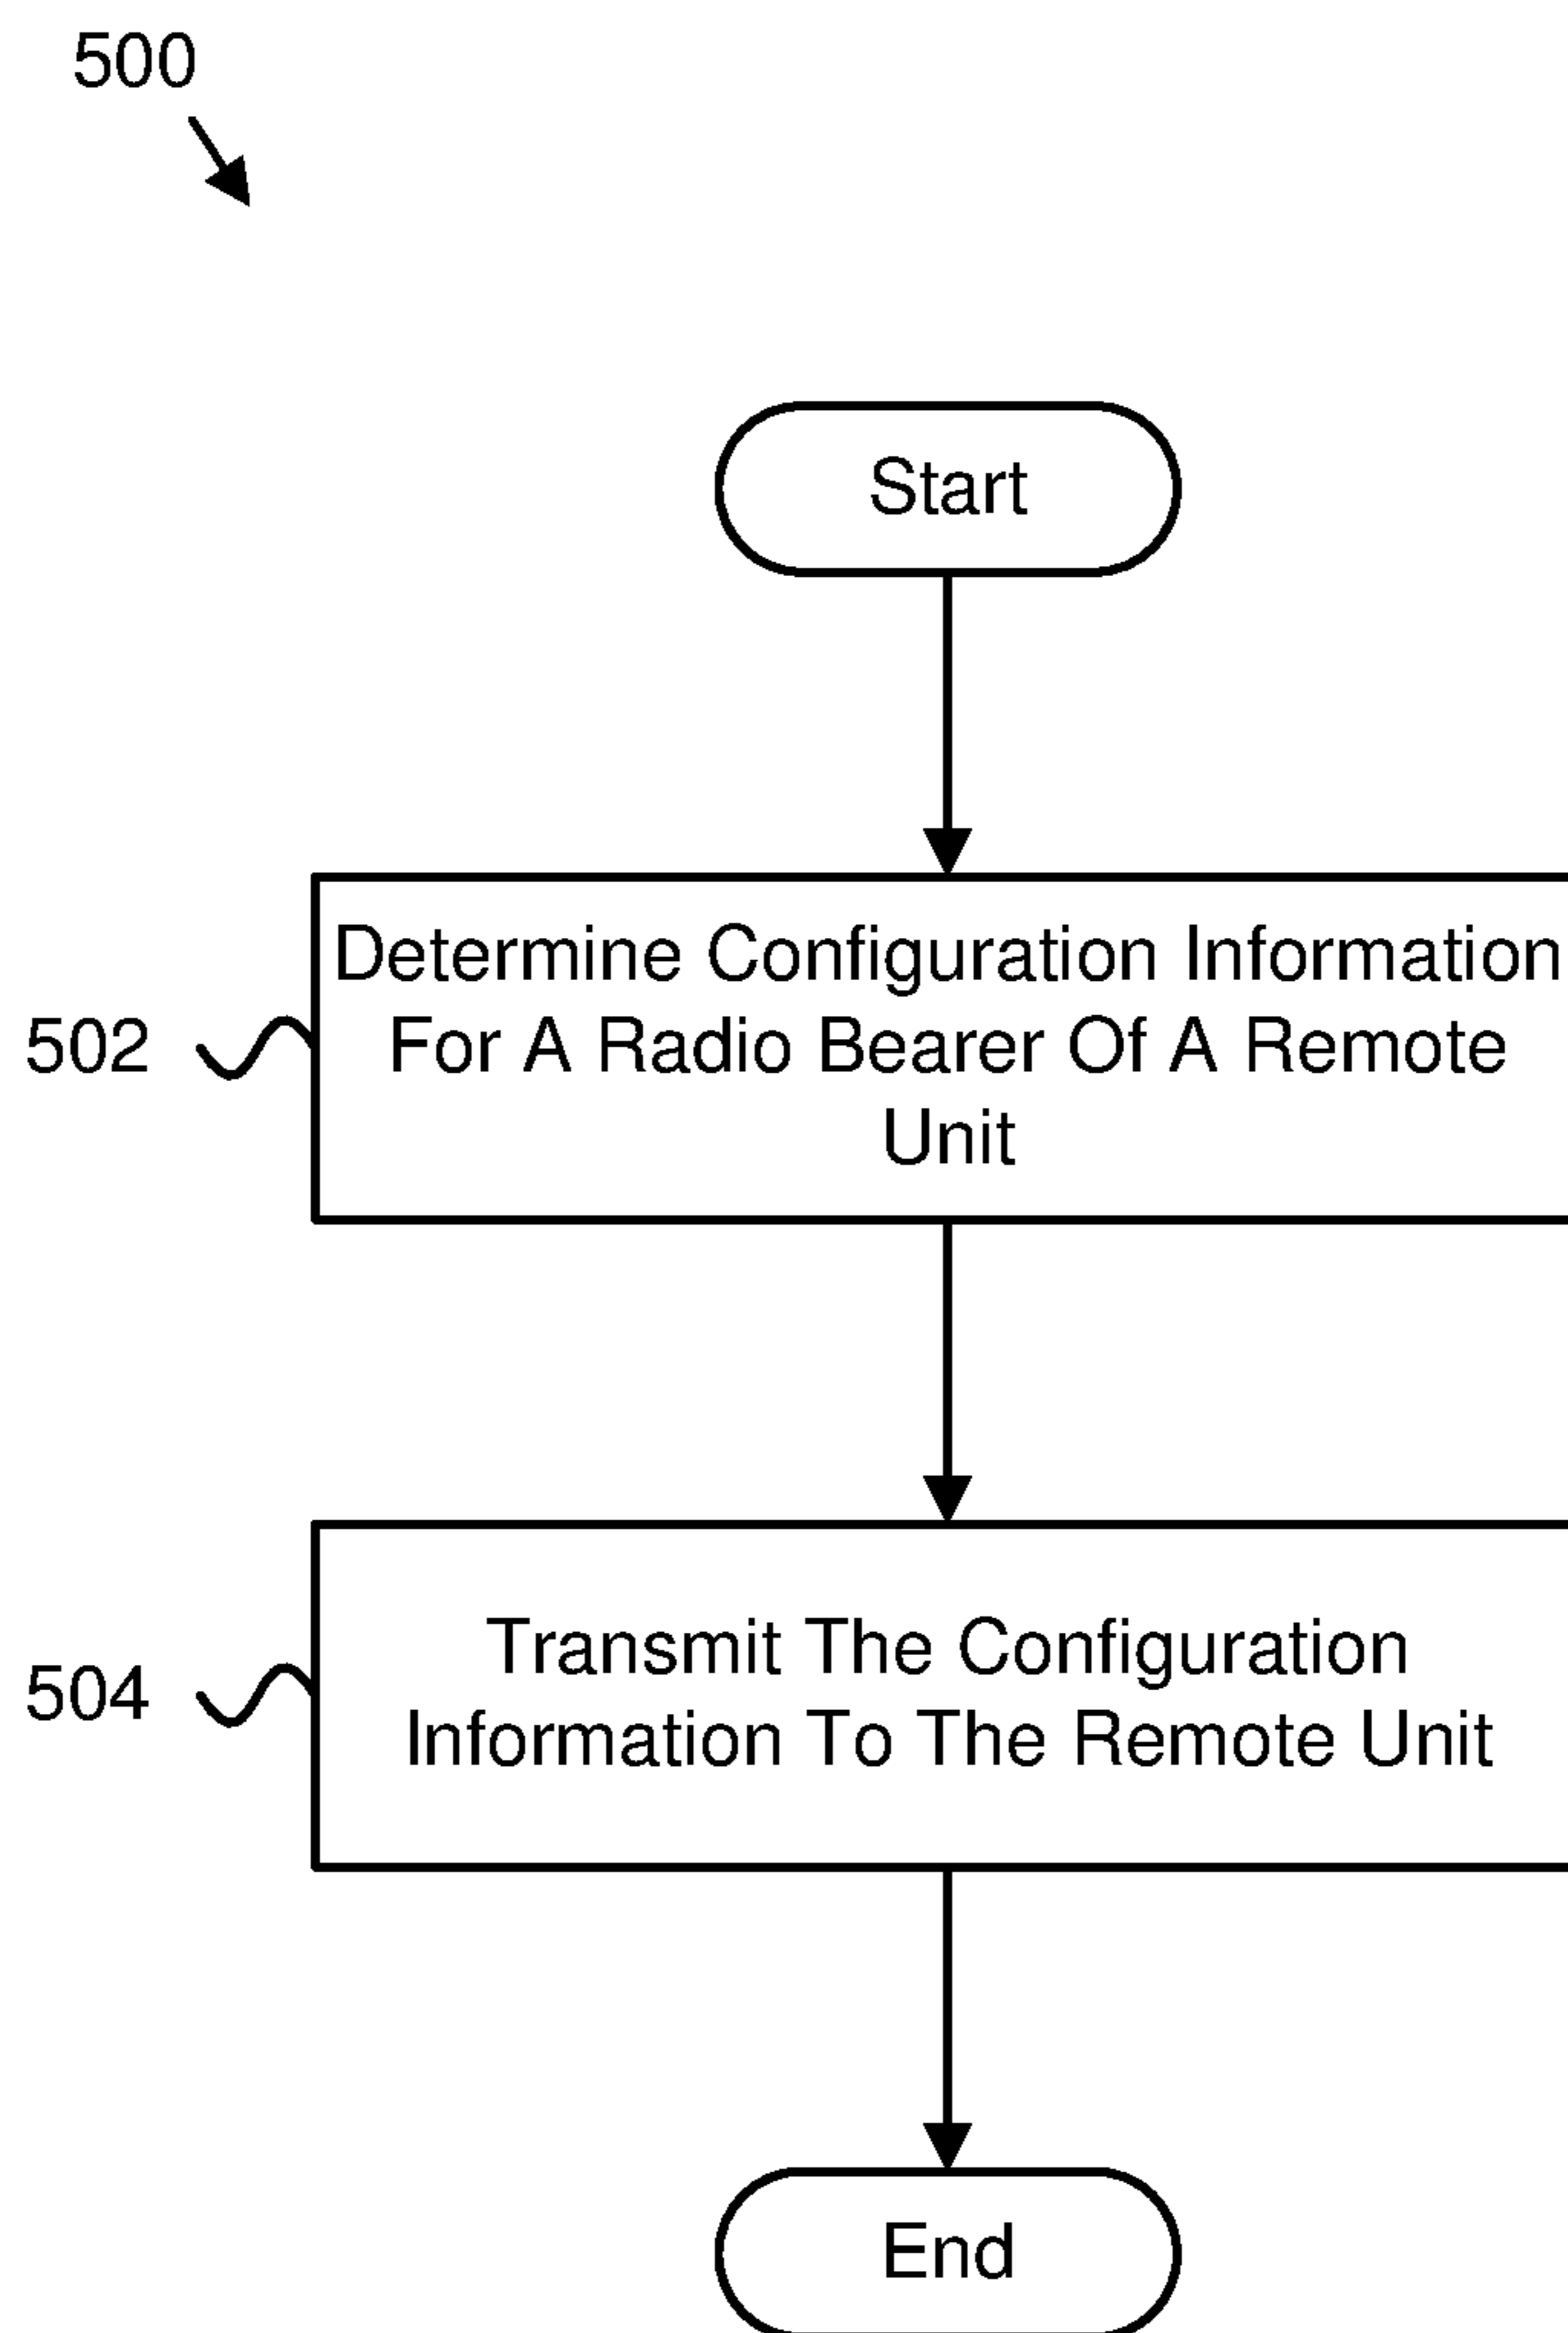 500
Start
502
Determine Configuration Information
For A Radio Bearer Of A Remote
Unit
504
Transmit The Configuration
Information To The Remote Unit
End